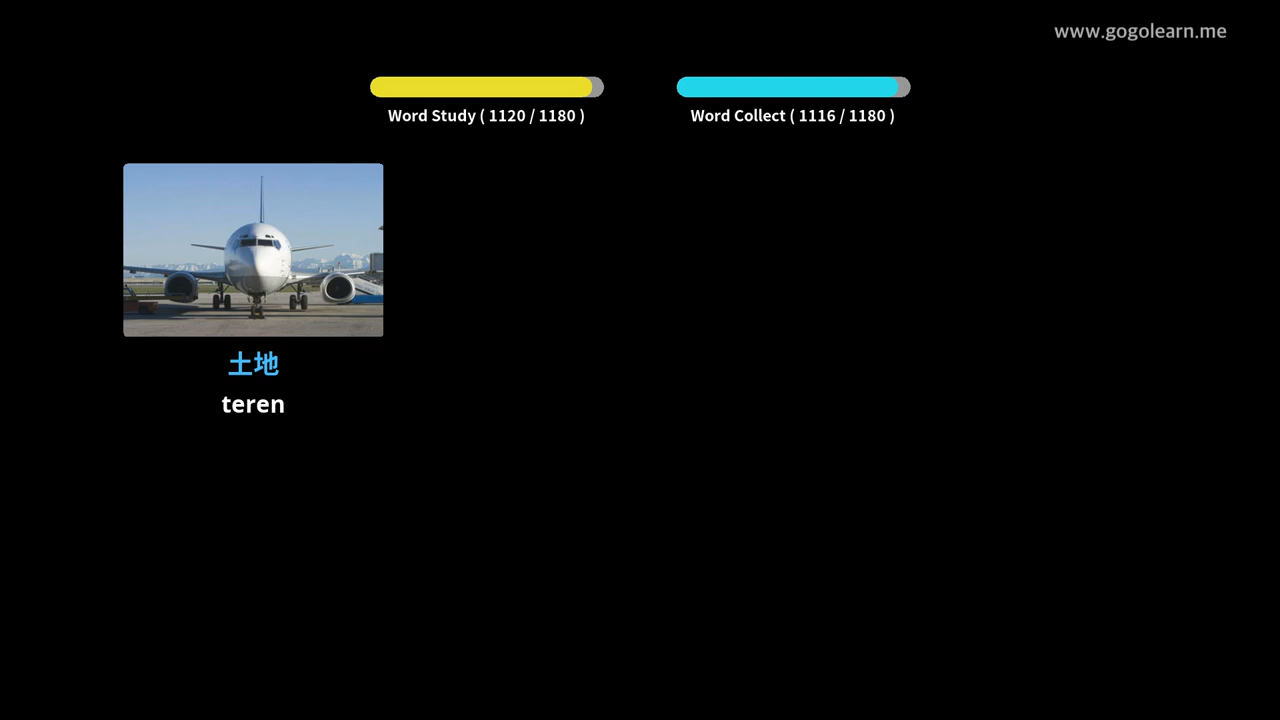 www.gogolearn.me
Word Study ( 1120 / 1180 )
Word Collect ( 1116 / 1180 )
土地
teren